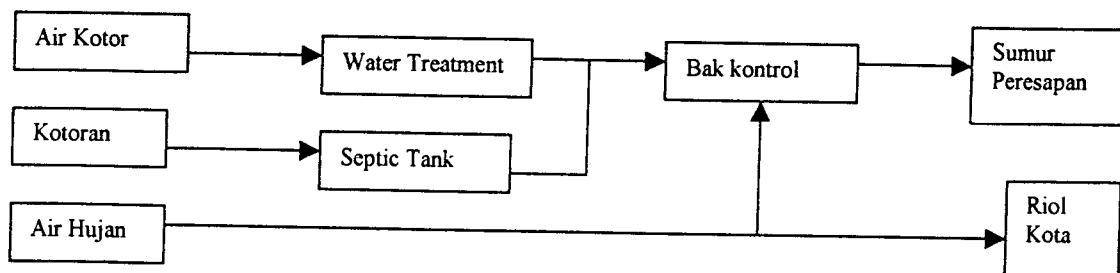 Air Kotor
Water Treatment
Bak kontrol
Sumur
Peresapan
Kotoran
Septic Tank
Air Hujan
Riol
Kota